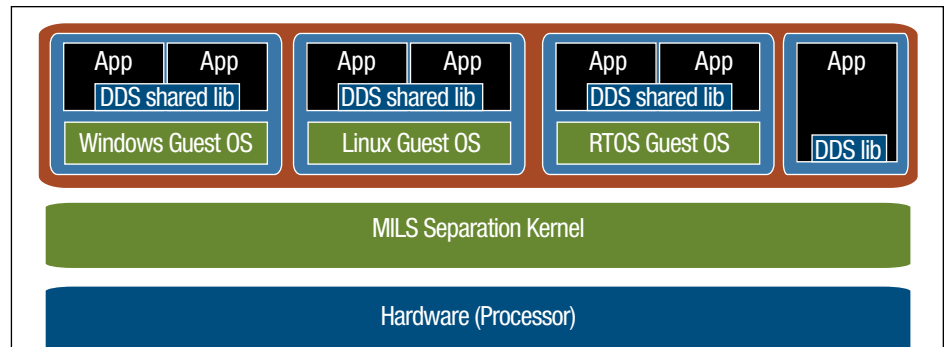 App App App App App App App
DDS shared lib DDS shared lib DDS shared lib
Windows Guest OS Linux Guest OS RTOS Guest OS DDS lib
MILS Separation Kernel
Hardware (Processor)